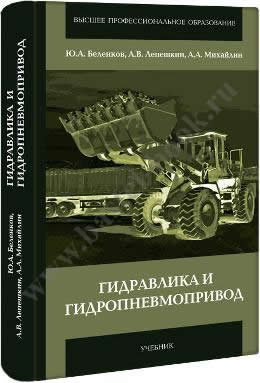 ВЫСШЕЕ ПРОФЕССИОНАЛЬНОЕ ОБРАЗОВАНИЕ
Ю.А. Беленков, А.В. Лепешкин, А.А. Михайлин
ГИДРАВЛИКА И
ГИДРОПНЕВМОПРИВОД
УЧЕБНИК
ГИДРАВЛИКА И
ГИДРОПНЕВМОПРИВОД
Ю.А. Беленков,
А.В. Лепешкин, А.А. Михайлин